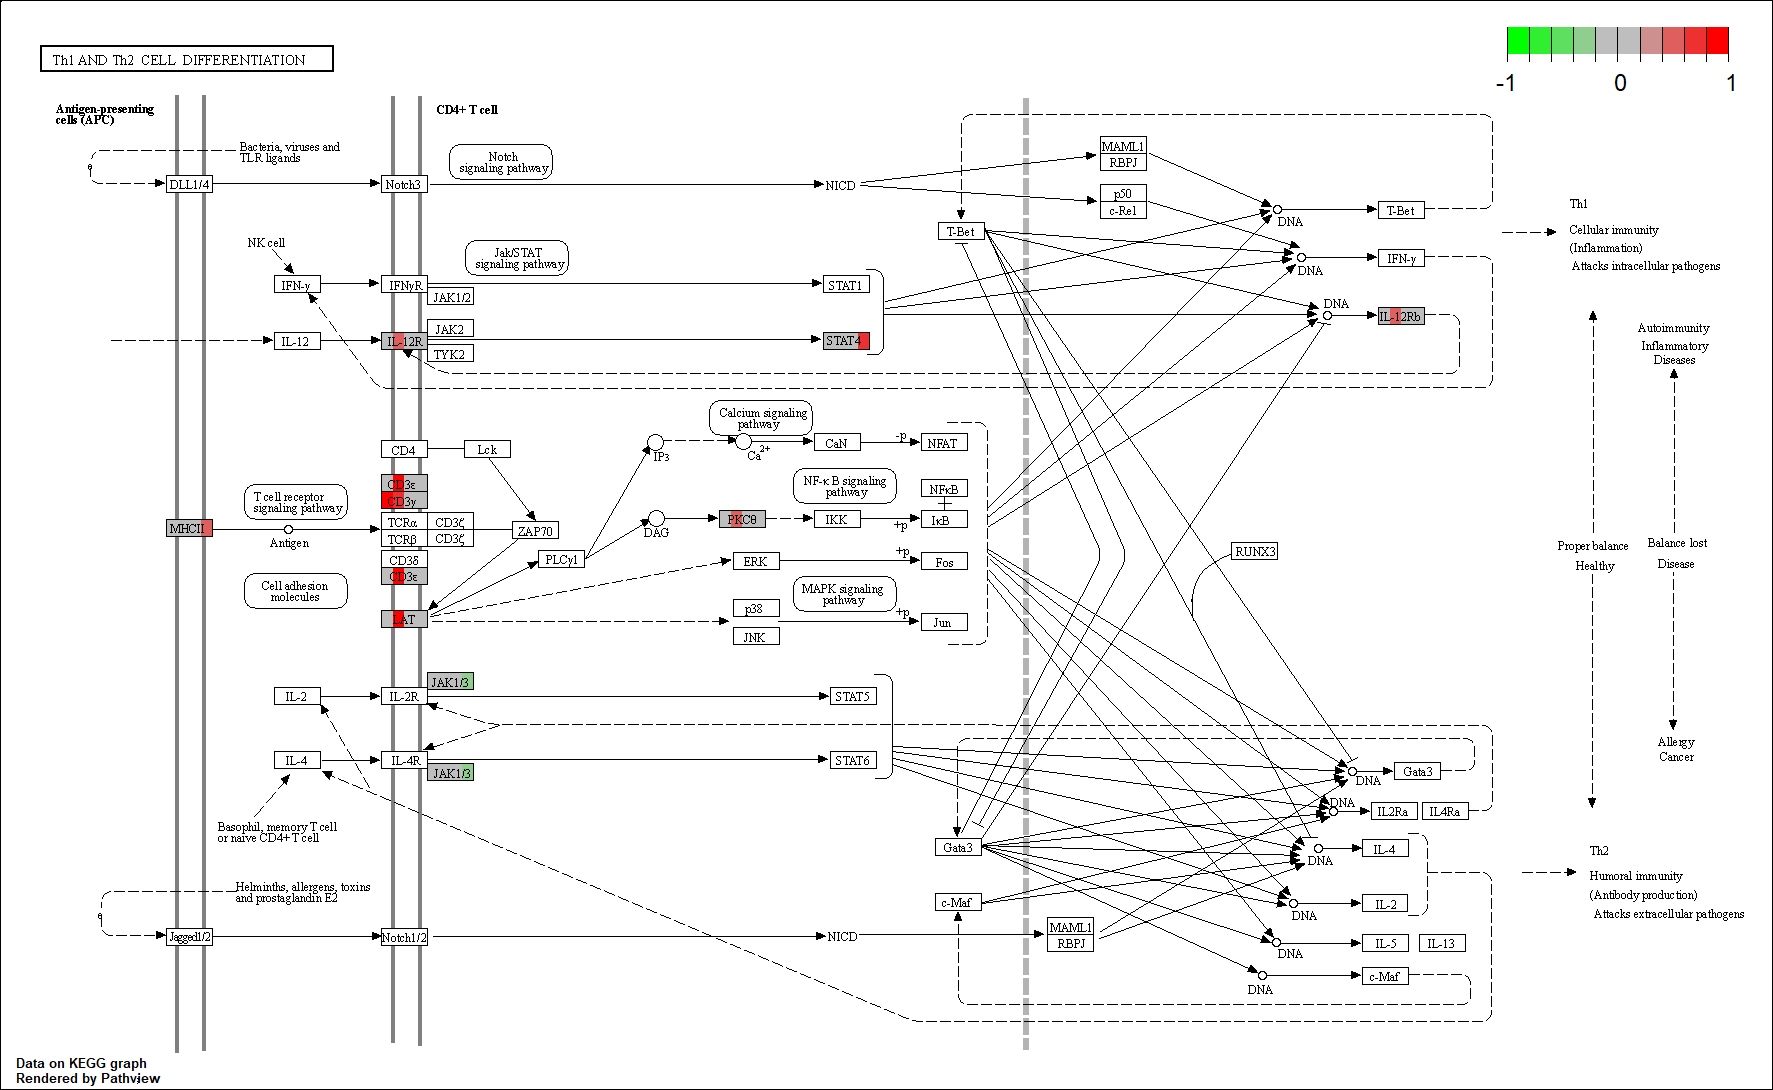 Th1 AND Th2 CELL DIFFERENTIATION
-1
0
1
Antigen-presenting
cells (APC)
CD4+ T cell
Bacteria, viruses and
TLR ligands
e
DLL1/4
Notch3
Notch
signaling pathway
NICD
MAML1
RBPJ
p50
c-Rel
DNA
T-Bet
T-Bet
Th1
Cellular immunity
(Inflammation)
Attacks intracellular pathogens
NK cell
IFN-γ
IFNγR
JAK1/2
Jak/STAT
signaling pathway
STAT1
DNA
IFN-γ
IL-12
IL-12R
JAK2
TYK2
STAT4
DNA
IL-12Rb
Autoimmunity
Inflammatory
Diseases
CD4
Lck
IP3
Calcium signaling
pathway
Ca2+
CaN
-p
NFAT
CD3ε
CD3γ
T cell receptor
signaling pathway
MHCII
Antigen
TCRα
CD3ζ
TCRβ
CD3ζ
ZAP70
DAG
PKCθ
NF-κ B signaling
pathway
IKK
+p
NFκB
IκB
CD3δ
CD3ε
PLCγ1
ERK
+p
Fos
Cell adhesion
molecules
LAT
MAPK signaling
pathway
p38
JNK
+p
Jun
RUNX3
Proper balance
Healthy
Balance lost
Disease
IL-2
IL-2R
JAK1/3
STAT5
IL-4
IL-4R
JAK1/3
STAT6
Basophil, memory T cell
or naive CD4+ T cell
Allergy
Cancer
DNA
Gata3
DNA
IL2Ra
IL4Ra
Gata3
DNA
IL-4
c-Maf
DNA
IL-2
Th2
Humoral immunity
(Antibody production)
Attacks extracellular pathogens
Helminths, allergens, toxins
and prostaglandin E2
e
Jagged1/2
Notch1/2
NICD
MAML1
RBPJ
DNA
IL-5
IL-13
DNA
c-Maf
Data on KEGG graph
Rendered by Pathview